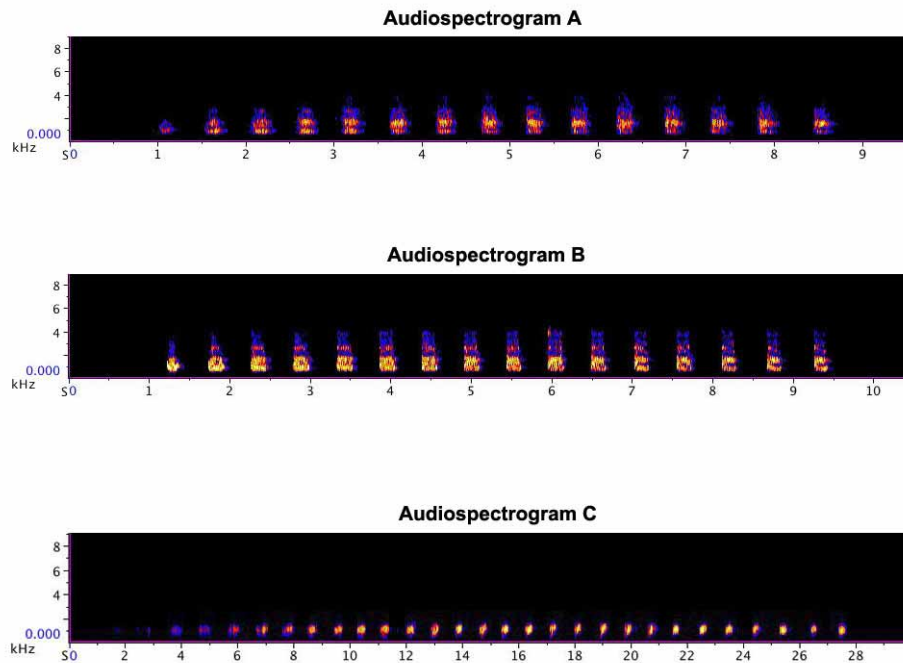 Audiospectrogram A
8
6
4
0.000
kHz
S0 1 2 3 4 5 6 7 8 9
Audiospectrogram B
8
6
4
0.000
kHz
S0 1 2 3 4 5 6 7 8 9 10
Audiospectrogram C
8
6
4
0.000
kHz
S0 2 4 6 8 10 12 14 16 18 20 22 24 26 28